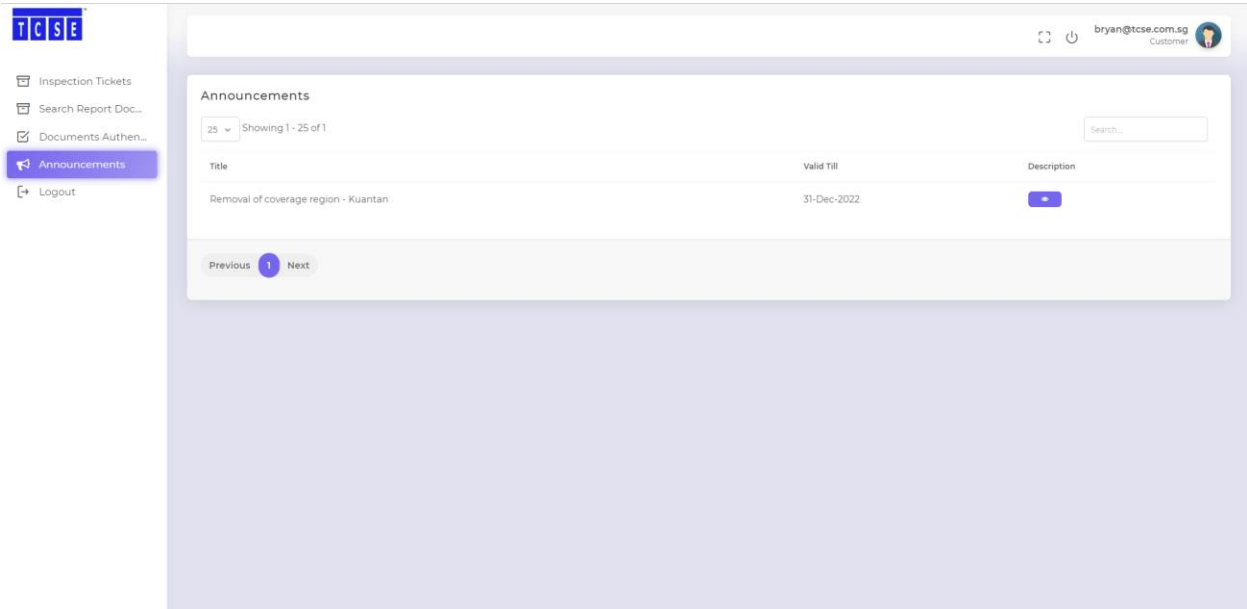 TCSE
bryan@tcse.com.sg
Customer
Inspection Tickets
Search Report Doc...
Documents Authen...
Announcements
Logout
Announcements
25 Showing 1 - 25 of 1
Search...
Title Valid Till Description
Removal of coverage region - Kuantan 31-Dec-2022
Previous 1 Next